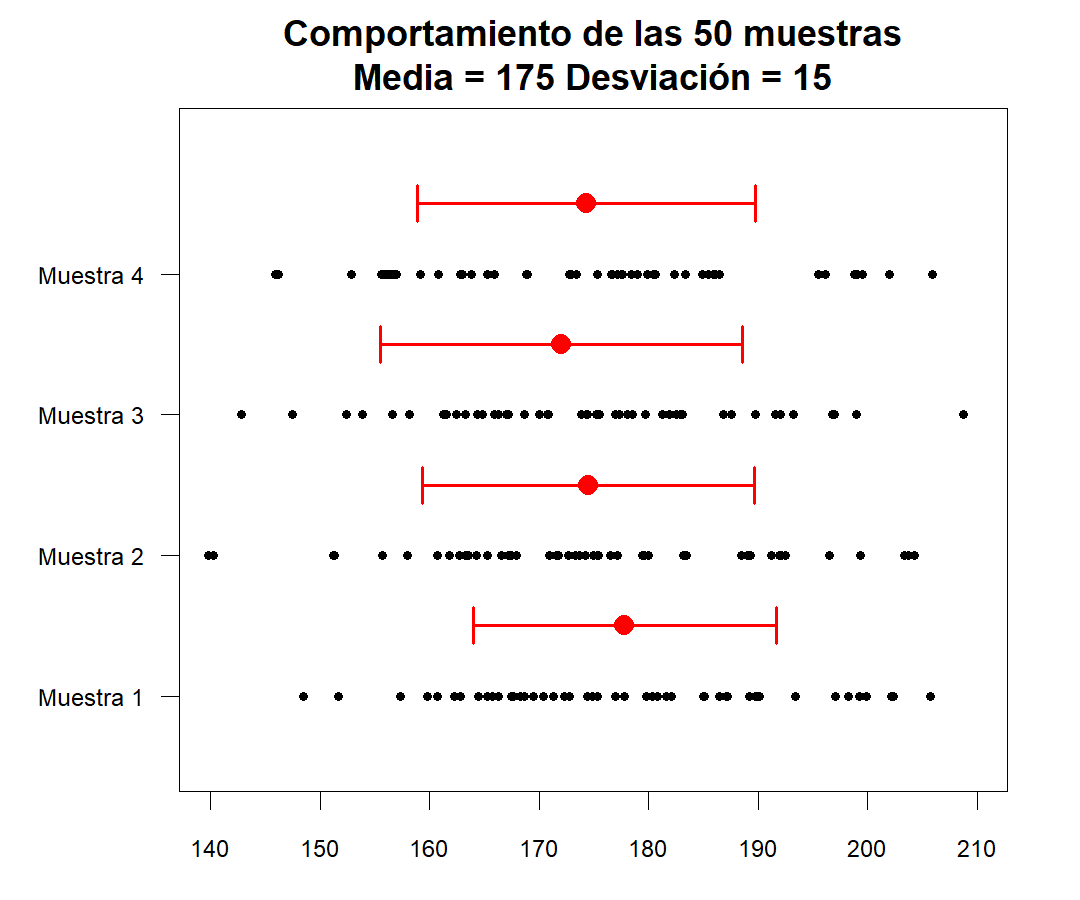 Comportamiento de las 50 muestras
Media = 175 Desviación = 15
Muestra 4
Muestra 3
Muestra 2
Muestra 1
140 150 160 170 180 190 200 210